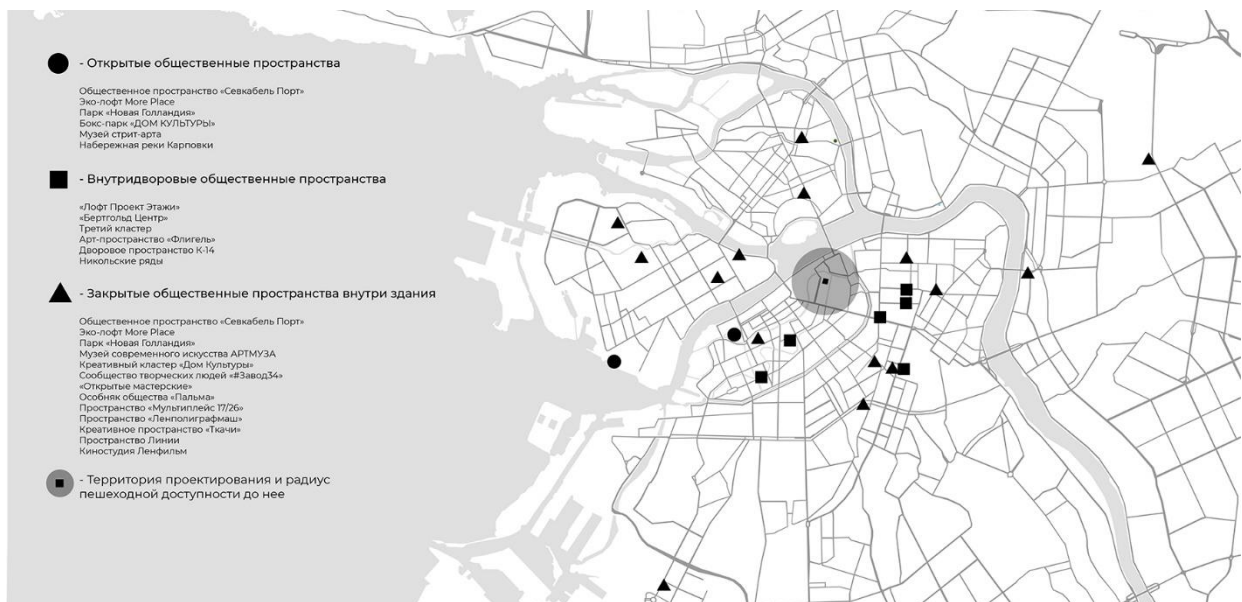 - Открытые общественные пространства
Общественное пространство «Севкабель Порт»
Эко-лофт More Place
Парк «Новая Голландия»
Бокс-парк «ДОМ КУЛЬТУРЫ»
Музей стрит-арта
Набережная реки Карповки
- Внутридворовые общественные пространства
«Лофт Проект Этажи»
«Бертгольд Центр»
Третий кластер
Арт-пространство «Флигель»
Дворовое пространство К-14
Никольские ряды
- Закрытые общественные пространства внутри здания
Общественное пространство «Севкабель Порт»
Эко-лофт More Place
Парк «Новая Голландия»
Музей современного искусства АРТМУЗА
Креативный кластер «Дом Культуры»
Сообщество творческих людей «#Завод34»
«Открытые мастерские»
Особняк общества «Пальма»
Пространство «Мультиплейс 17/26»
Пространство «Ленполиграфмаш»
Креативное пространство «Ткачи»
Пространство Линии
Киностудия Ленфильм
- Территория проектирования и радиус
пешеходной доступности до нее